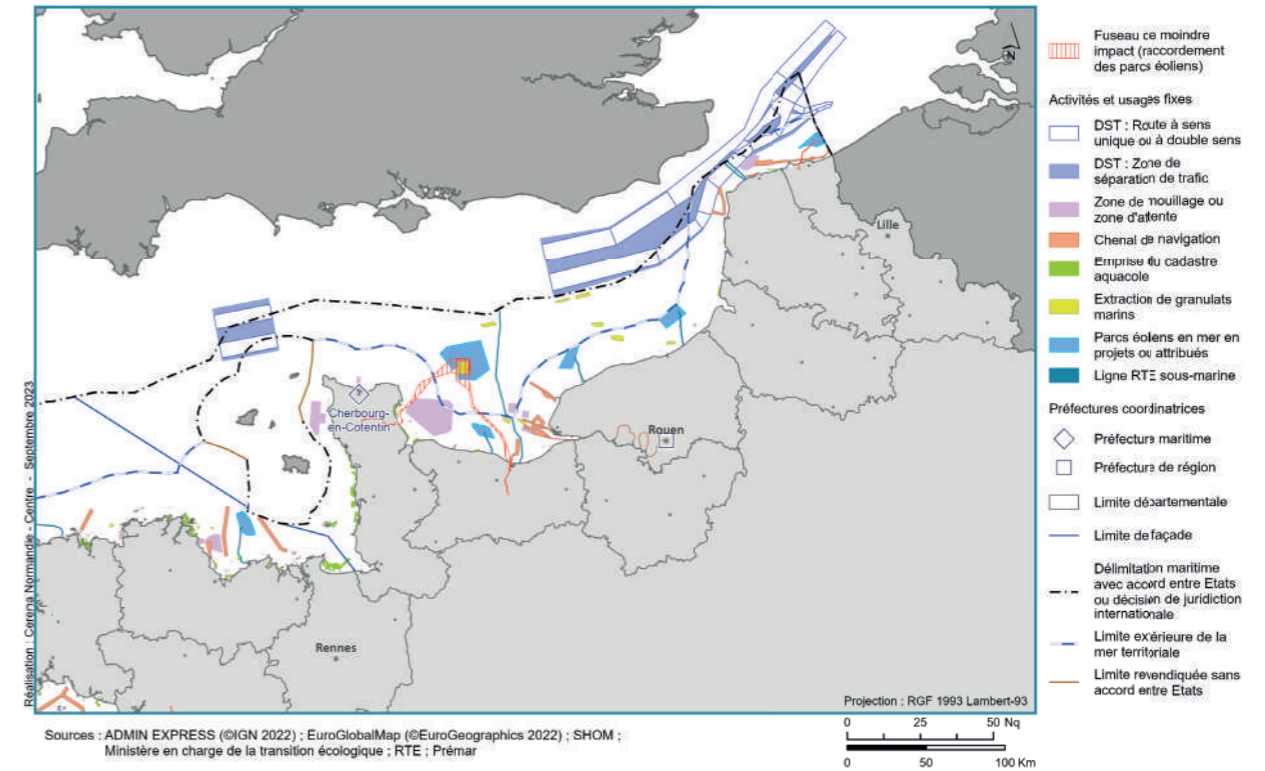 N
Lille
Cherbourg-
en-Cotentin
Rouen
Rennes
Réalisation : Cerema Normandie - Centre - Septembre 2023
Projection : RGF 1993 Lambert-93
Fuseau de moindre
impact (raccordement
des parcs éoliens)
Activités et usages fixes
DST : Route à sens
unique ou à double sens
DST : Zone de
séparation de trafic
Zone de mouillage ou
zone d'attente
Chenal de navigation
Emprise du cadastre
aquacole
Extraction de granulats
marins
Parcs éoliens en mer en
projets ou attribués
Ligne RTE sous-marine
Préfectures coordinatrices
Préfecture maritime
Préfecture de région
Limite départementale
Limite de façade
Délimitation maritime
avec accord entre Etats
ou décision de juridiction
internationale
Limite extérieure de la
mer territoriale
Limite revendiquée sans
accord entre Etats
0 25 50 Nq
0 50 100 Km
Sources : ADMIN EXPRESS (©IGN 2022) ; EuroGlobalMap (©EuroGeographics 2022) ; SHOM ;
Ministère en charge de la transition écologique ; RTE ; Prémar